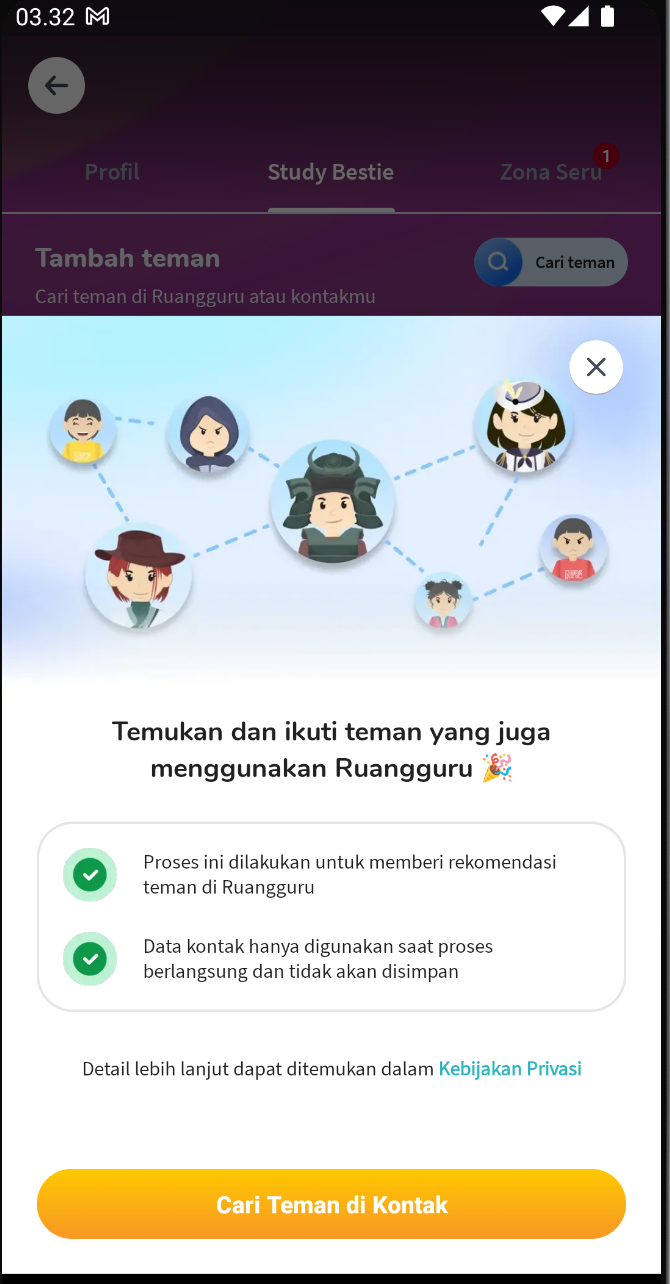 03.32
Profil
Study Bestie
Zona Seru
1
Tambah teman
Cari teman
Cari teman di Ruangguru atau kontakmu
Temukan dan ikuti teman yang juga
menggunakan Ruangguru 🎉
Proses ini dilakukan untuk memberi rekomendasi
teman di Ruangguru
Data kontak hanya digunakan saat proses
berlangsung dan tidak akan disimpan
Detail lebih lanjut dapat ditemukan dalam Kebijakan Privasi
Cari Teman di Kontak